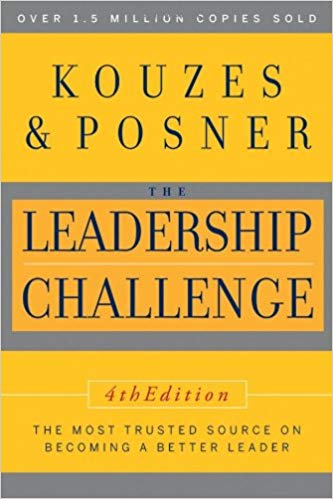 OVER 1.5 MILLION COPIES SOLD
KOUZES
& POSNER
THE
LEADERSHIP
CHALLENGE
4thEdition
THE MOST TRUSTED SOURCE ON
BECOMING A BETTER LEADER